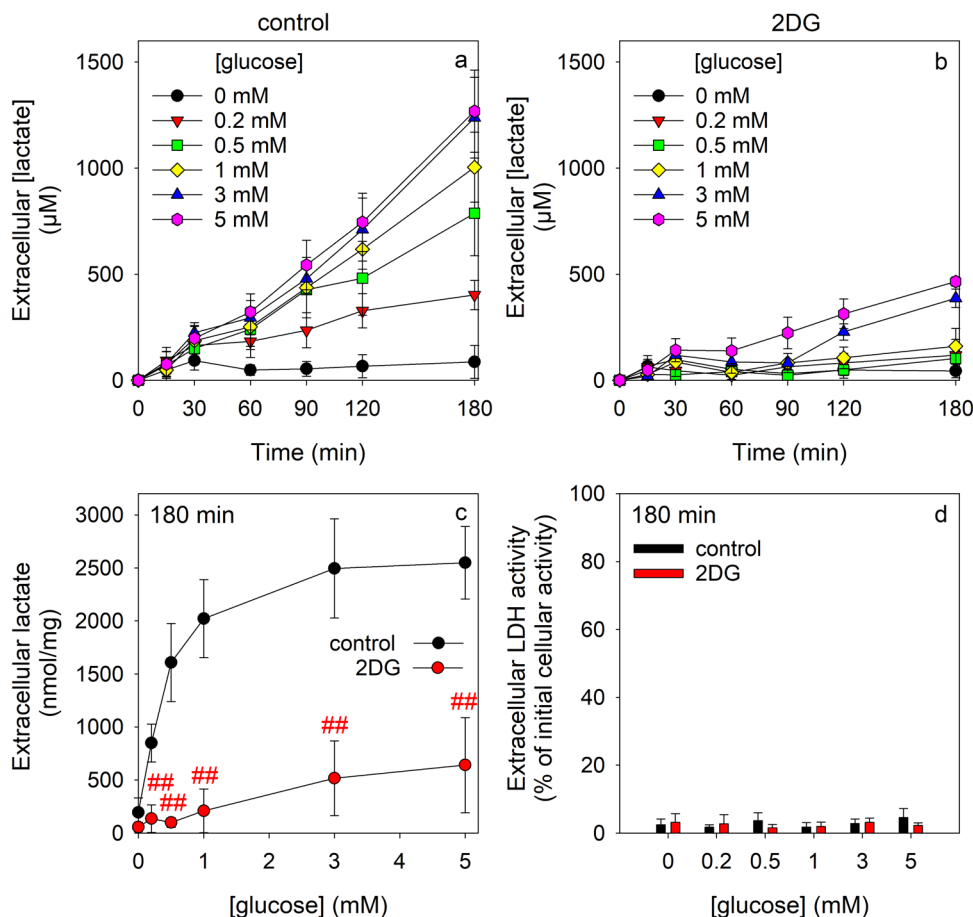 control
2DG
Extracellular [lactate]
(µM)
1500
1000
500
0
[glucose]
0 mM
0.2 mM
0.5 mM
1 mM
3 mM
5 mM
a
0 30 60 90 120 180
Time (min)
Extracellular [lactate]
(µM)
1500
1000
500
0
[glucose]
0 mM
0.2 mM
0.5 mM
1 mM
3 mM
5 mM
b
0 30 60 90 120 180
Time (min)
Extracellular lactate
(nmol/mg)
3000
2500
2000
1500
1000
500
0
180 min
c
control
2DG
##
##
##
##
##
0 1 2 3 4 5
[glucose] (mM)
Extracellular LDH activity
(% of initial cellular activity)
100
80
60
40
20
0
180 min
d
control
2DG
0 0.2 0.5 1 3 5
[glucose] (mM)